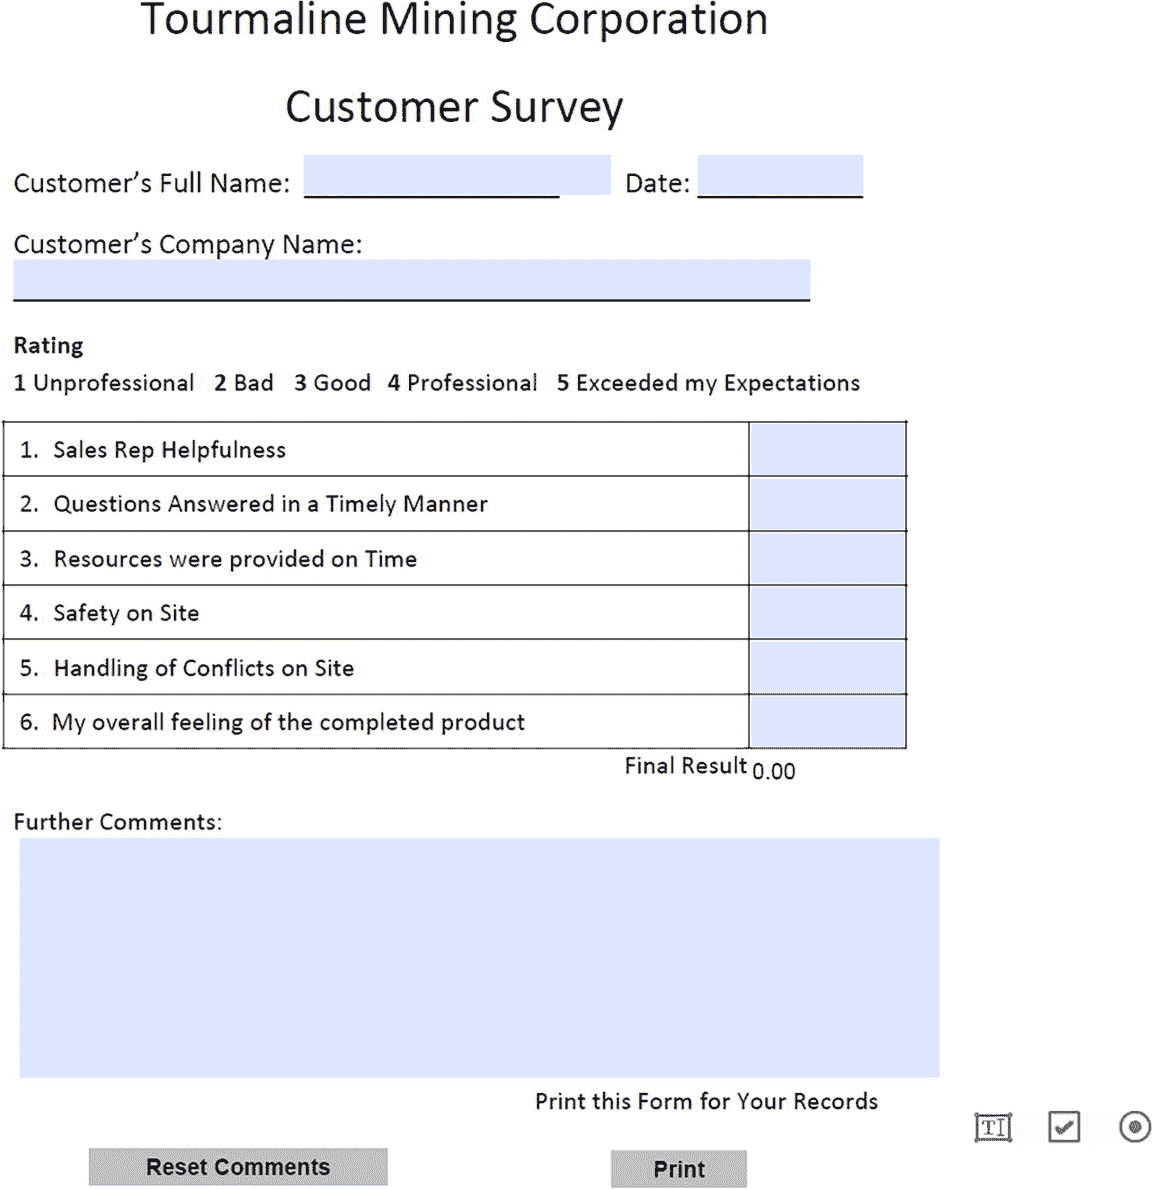 Tourmaline Mining Corporation
Customer Survey
Customer's Full Name: Date:
Customer's Company Name:
Rating
1 Unprofessional 2 Bad 3 Good 4 Professional 5 Exceeded my Expectations
1. Sales Rep Helpfulness
2. Questions Answered in a Timely Manner
3. Resources were provided on Time
4. Safety on Site
5. Handling of Conflicts on Site
6. My overall feeling of the completed product
Final Result 0.00
Further Comments:
Print this Form for Your Records
TI
Reset Comments Print